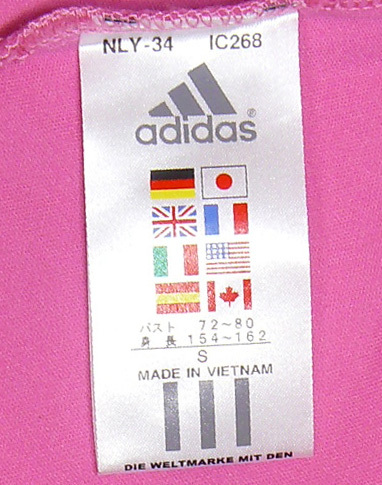 NLY-34 IC268
adidas®
バスト 72~80
身長 154~162
S
MADE IN VIETNAM
DIE WELTMARKE MIT DEN